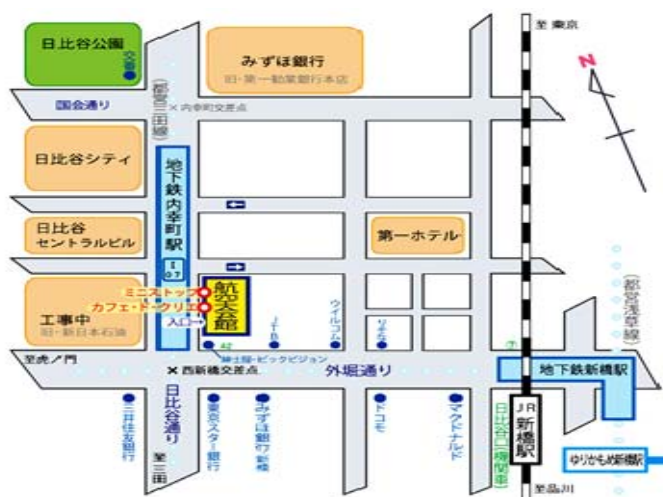 至 東京
日比谷公園
交番
みずほ銀行
旧・第一勧業銀行本店
N
国会通り
(都営三田線)
×内幸町交差点
日比谷シティ
地下鉄内幸町駅
I
07
日比谷
セントラルビル
第一ホテル
ミニストップ
カフェ・ド・クリエ
航空会館
入口→
工事中
旧・新日本石油
JTB
ウイルコム
りそな
(都営浅草線)
A2
紳士服・ビックビジョン
⑦
至虎ノ門
×西新橋交差点
外堀通り
地下鉄新橋駅
三井住友銀行
日比谷通り
至 三田
東京スター銀行
みずほ銀行新橋
ドコモ
マクドナルド
日比谷口(機関車)
JR
新橋駅
ゆりかもめ新橋駅
至品川